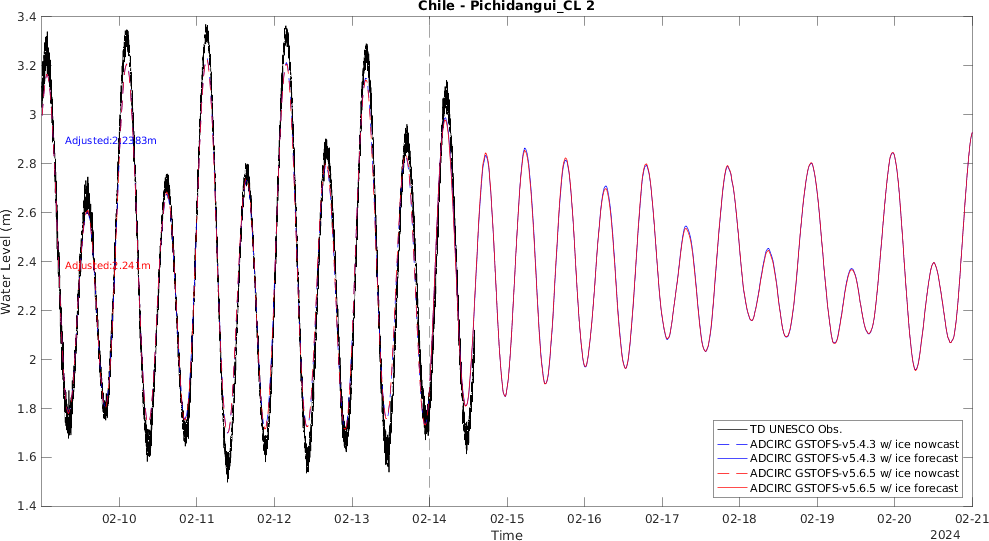 Chile - Pichidangui_CL 2
3.4
3.2
3
2.8
2.6
2.4
2.2
2
1.8
1.6
1.4
Water Level (m)
Adjusted:2.2383m
Adjusted:2.241m
TD UNESCO Obs.
ADCIRC GSTOFS-v5.4.3 w/ ice nowcast
ADCIRC GSTOFS-v5.4.3 w/ ice forecast
ADCIRC GSTOFS-v5.6.5 w/ ice nowcast
ADCIRC GSTOFS-v5.6.5 w/ ice forecast
02-10 02-11 02-12 02-13 02-14 02-15 02-16 02-17 02-18 02-19 02-20 02-21
Time
2024